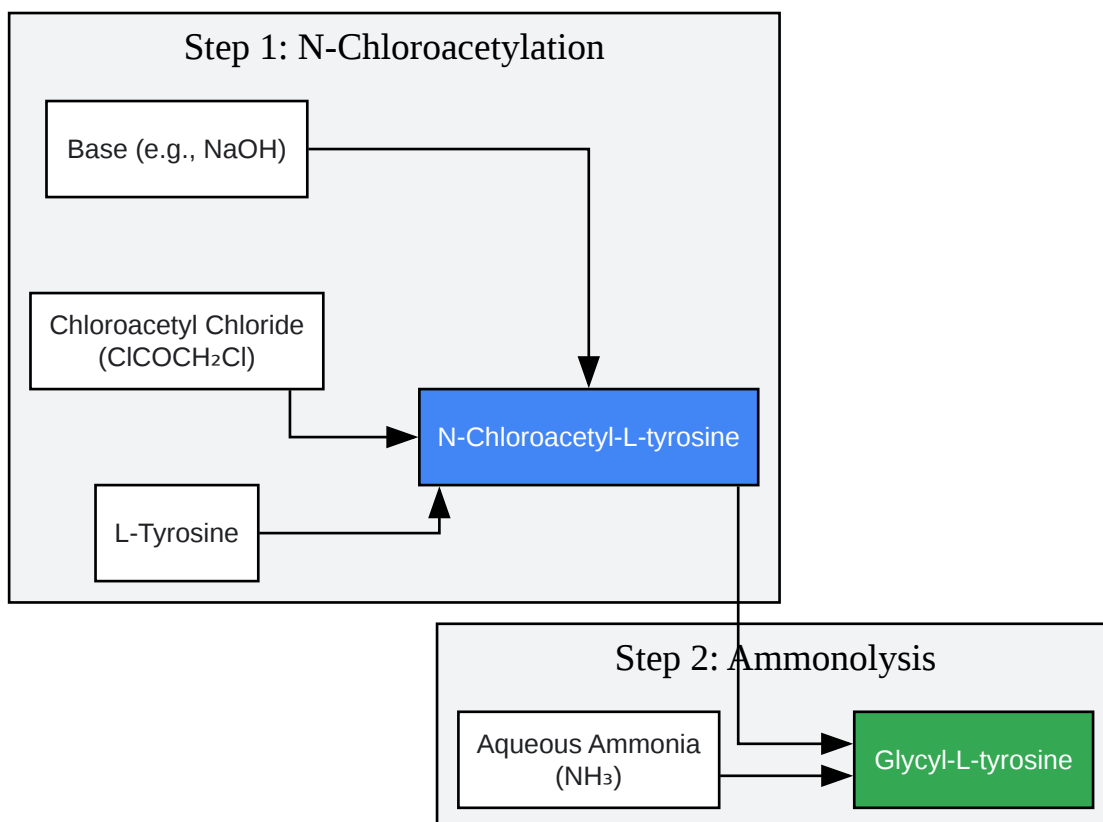 Step 1: N-Chloroacetylation
Base (e.g., NaOH)
Chloroacetyl Chloride
(ClCOCH₂Cl)
N-Chloroacetyl-L-tyrosine
L-Tyrosine
Step 2: Ammonolysis
Aqueous Ammonia
(NH₃)
Glycyl-L-tyrosine